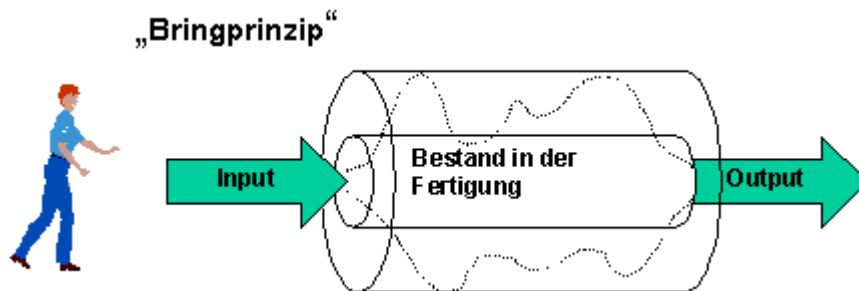 „Bringprinzip“
Input
Bestand in der
Fertigung
Output